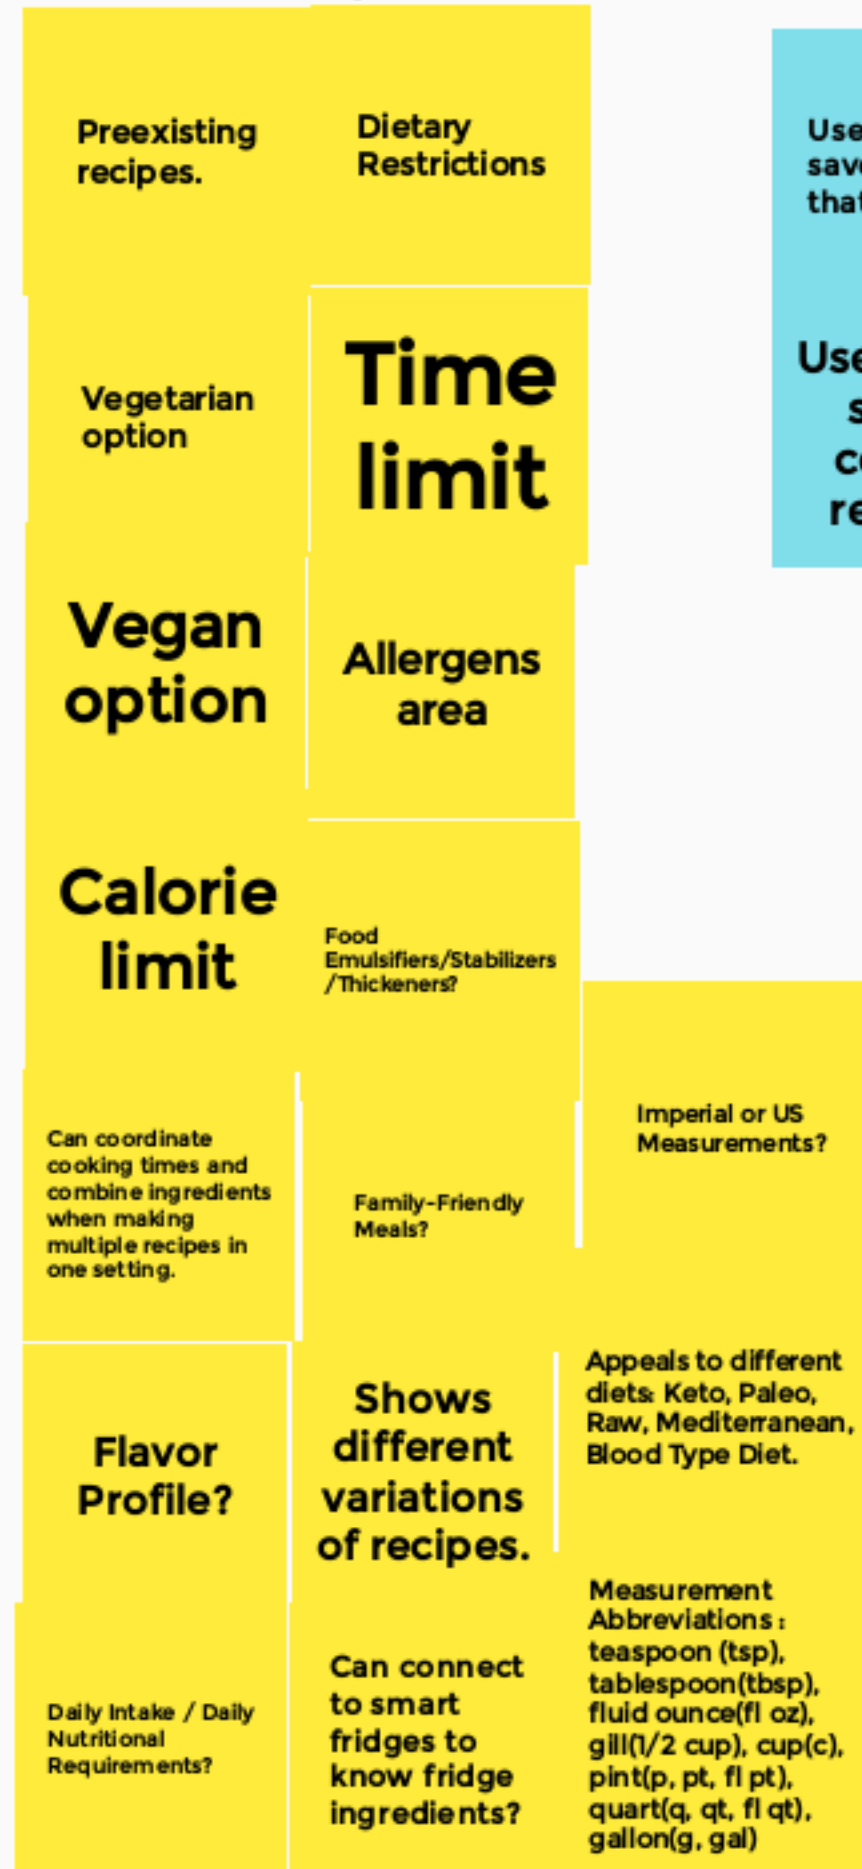 Preexisting
recipes.
Dietary
Restrictions
Vegetarian
option
Time
limit
Vegan
option
Allergens
area
Calorie
limit
Food
Emulsifiers/Stabilizers
/Thickeners?
Can coordinate
cooking times and
combine ingredients
when making
multiple recipes in
one setting.
Family-Friendly
Meals?
Imperial or US
Measurements?
Flavor
Profile?
Shows
different
variations
of recipes.
Appeals to different
diets: Keto, Paleo,
Raw, Mediterranean,
Blood Type Diet.
Daily Intake / Daily
Nutritional
Requirements?
Can connect
to smart
fridges to
know fridge
ingredients?
Measurement
Abbreviations :
teaspoon (tsp),
tablespoon(tbsp),
fluid ounce(fl oz),
gill(1/2 cup), cup(c),
pint(p, pt, fl pt),
quart(q, qt, fl qt),
gallon(g, gal)